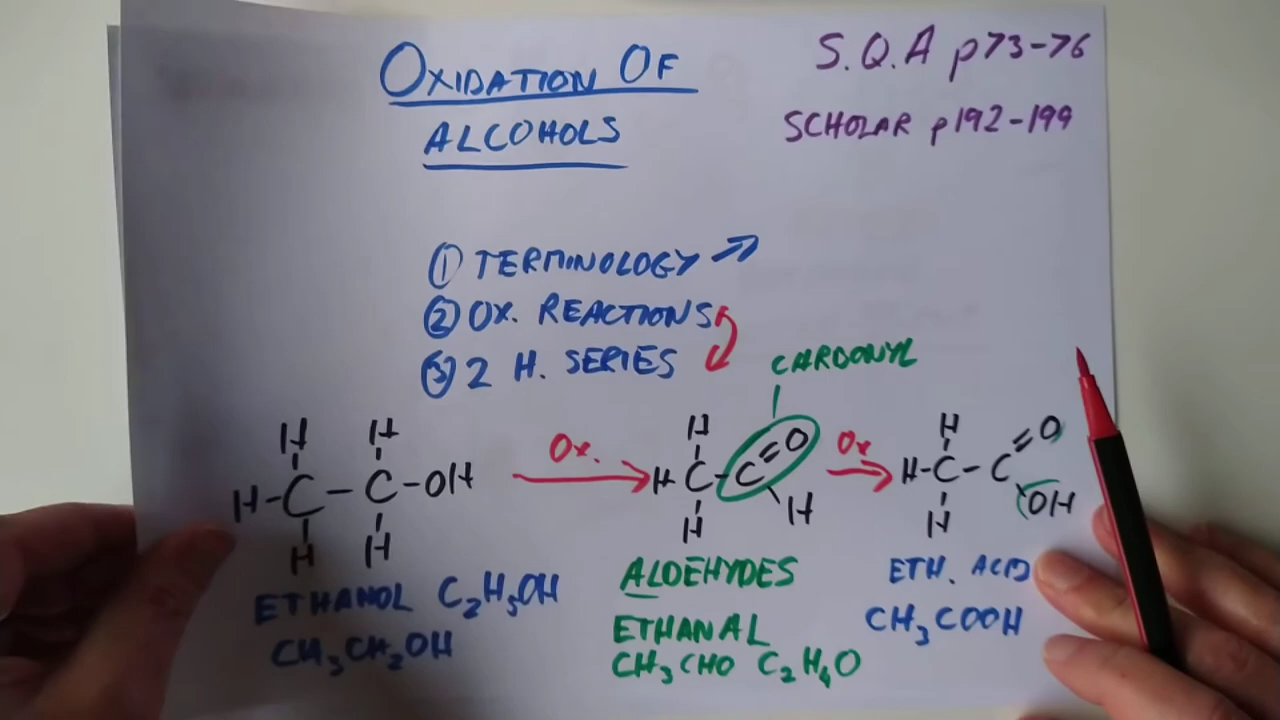 OXIDATION OF
ALCOHOLS
S.Q.A p73-76
SCHOLAR p192-199
① TERMINOLOGY
② OX. REACTIONS
③ 2 H. SERIES
CARBONYL
H H
H-C-C-OH
H H
Ox.
H
H-C-C=O
H H
Ox
H
H-C-C=O
H OH
ETHANOL C₂H₅OH
CH₃CH₂OH
ALDEHYDES
ETHANAL
CH₃CHO C₂H₄O
ETH. ACID
CH₃COOH